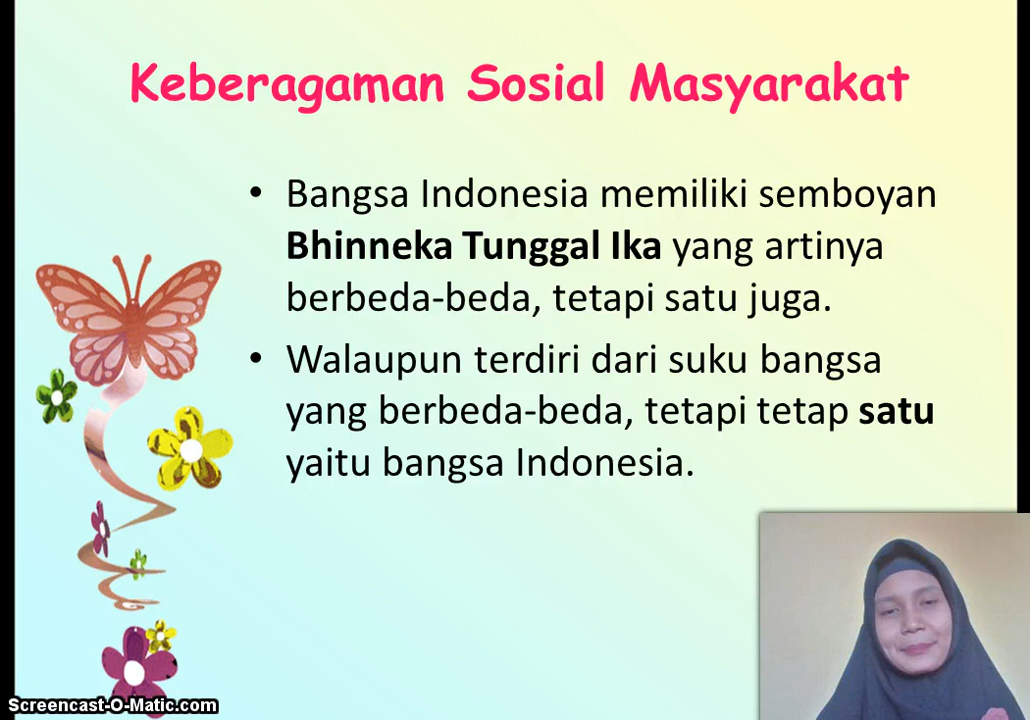 Keberagaman Sosial Masyarakat
• Bangsa Indonesia memiliki semboyan
Bhinneka Tunggal Ika yang artinya
berbeda-beda, tetapi satu juga.
• Walaupun terdiri dari suku bangsa
yang berbeda-beda, tetapi tetap satu
yaitu bangsa Indonesia.
Screencast-O-Matic.com